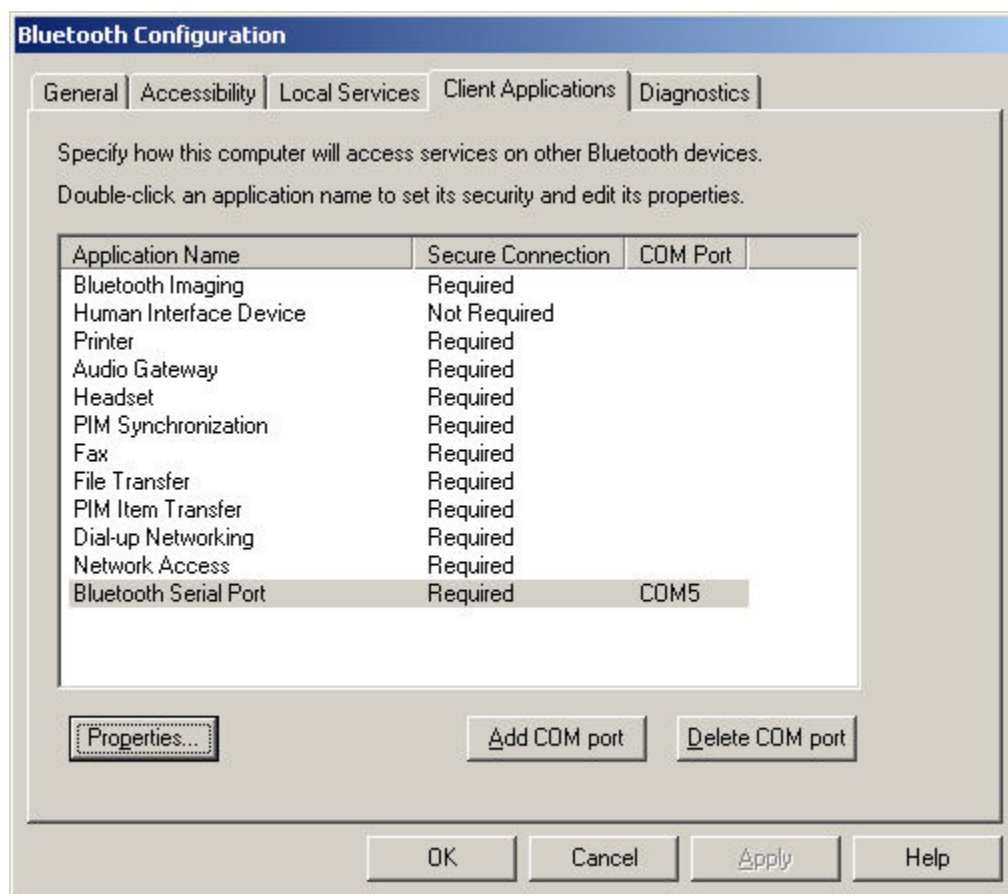 Bluetooth Configuration
General Accessibility Local Services Client Applications Diagnostics
Specify how this computer will access services on other Bluetooth devices.
Double-click an application name to set its security and edit its properties.
Application Name Secure Connection COM Port
Bluetooth Imaging Required
Human Interface Device Not Required
Printer Required
Audio Gateway Required
Headset Required
PIM Synchronization Required
Fax Required
File Transfer Required
PIM Item Transfer Required
Dial-up Networking Required
Network Access Required
Bluetooth Serial Port Required COM5
Properties... Add COM port Delete COM port
OK Cancel Apply Help